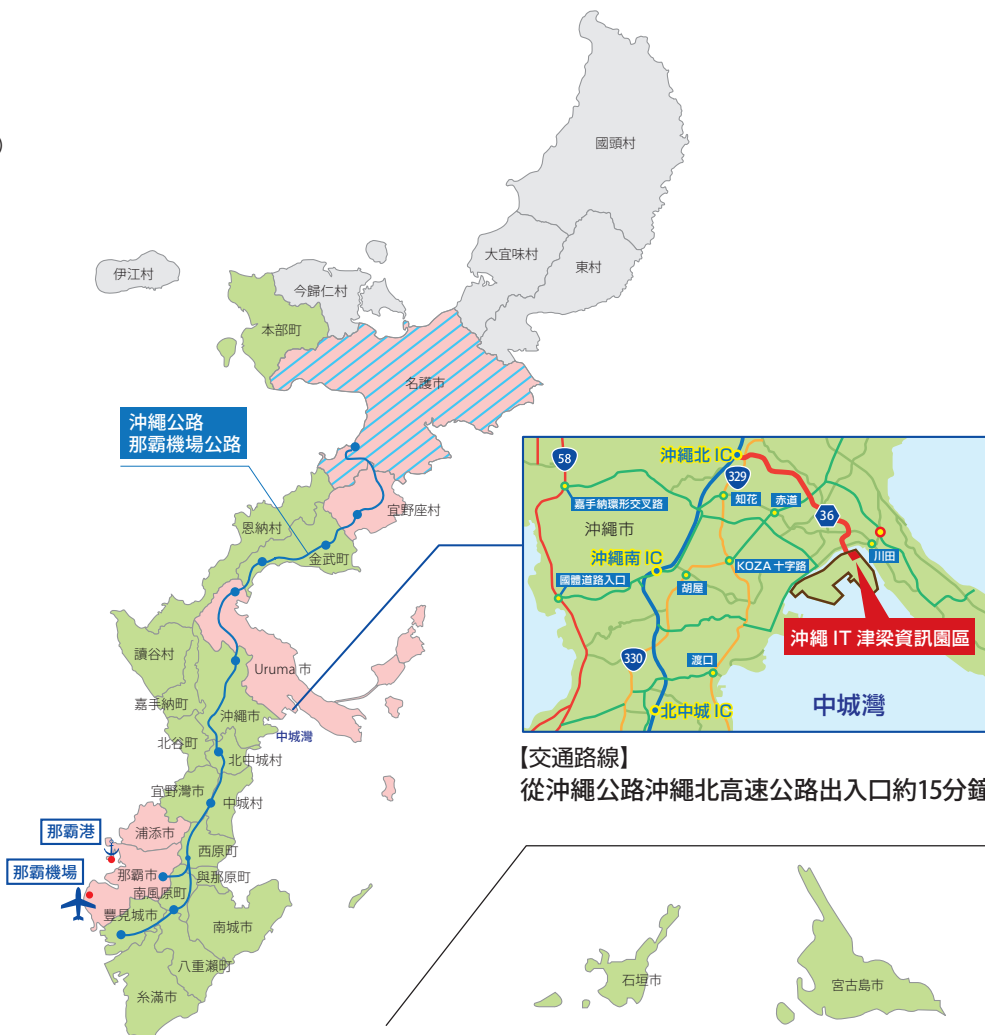 )
國頭村
大宜味村
東村
伊江村
今歸仁村
本部町
名護市
沖繩公路
那霸機場公路
宜野座村
恩納村
金武町
讀谷村
Uruma 市
嘉手納町
沖繩市
中城灣
北谷町
北中城村
宜野灣市
中城村
浦添市
那霸港
西原町
那霸機場
那霸市
與那原町
南風原町
豐見城市
南城市
八重瀨町
糸滿市
沖繩北 IC
58
329
知花
赤道
嘉手納環形交叉路
36
沖繩市
川田
沖繩南 IC
KOZA 十字路
國體道路入口
胡屋
沖繩 IT 津梁資訊園區
330
渡口
北中城 IC
中城灣
【交通路線】
從沖繩公路沖繩北高速公路出入口約15分鐘
石垣市
宮古島市